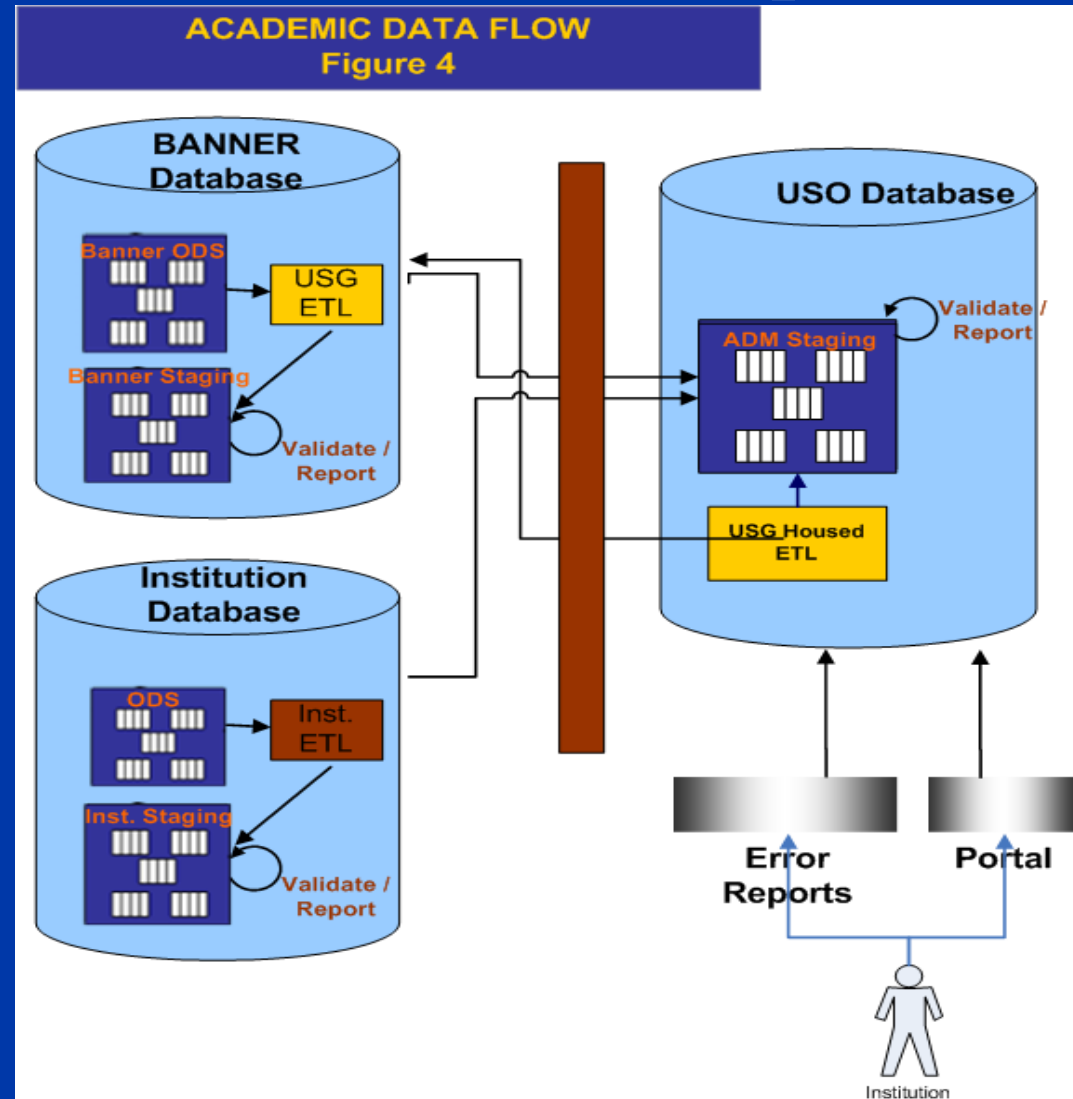 ACADEMIC DATA FLOW
Figure 4
BANNER
Database
Banner ODS
USG
ETL
Banner Staging
Validate /
Report
Institution
Database
ODS
Inst.
ETL
Inst. Staging
Validate /
Report
USO Database
ADM Staging
Validate /
Report
USG Housed
ETL
Error
Reports
Portal
Institution